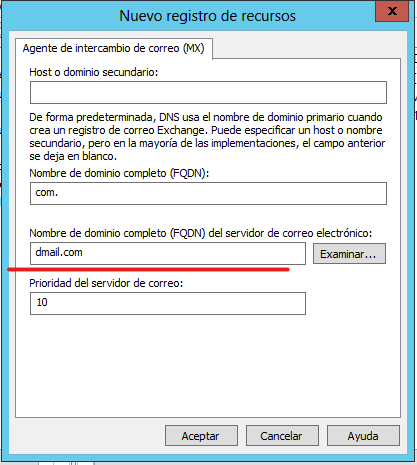 Nuevo registro de recursos
X
Agente de intercambio de correo (MX)
Host o dominio secundario:
De forma predeterminada, DNS usa el nombre de dominio primario cuando
crea un registro de correo Exchange. Puede especificar un host o nombre
secundario, pero en la mayoría de las implementaciones, el campo anterior
se deja en blanco.
Nombre de dominio completo (FQDN):
com.
Nombre de dominio completo (FQDN) del servidor de correo electrónico:
dmail.com
Examinar...
Prioridad del servidor de correo:
10
Aceptar
Cancelar
Ayuda